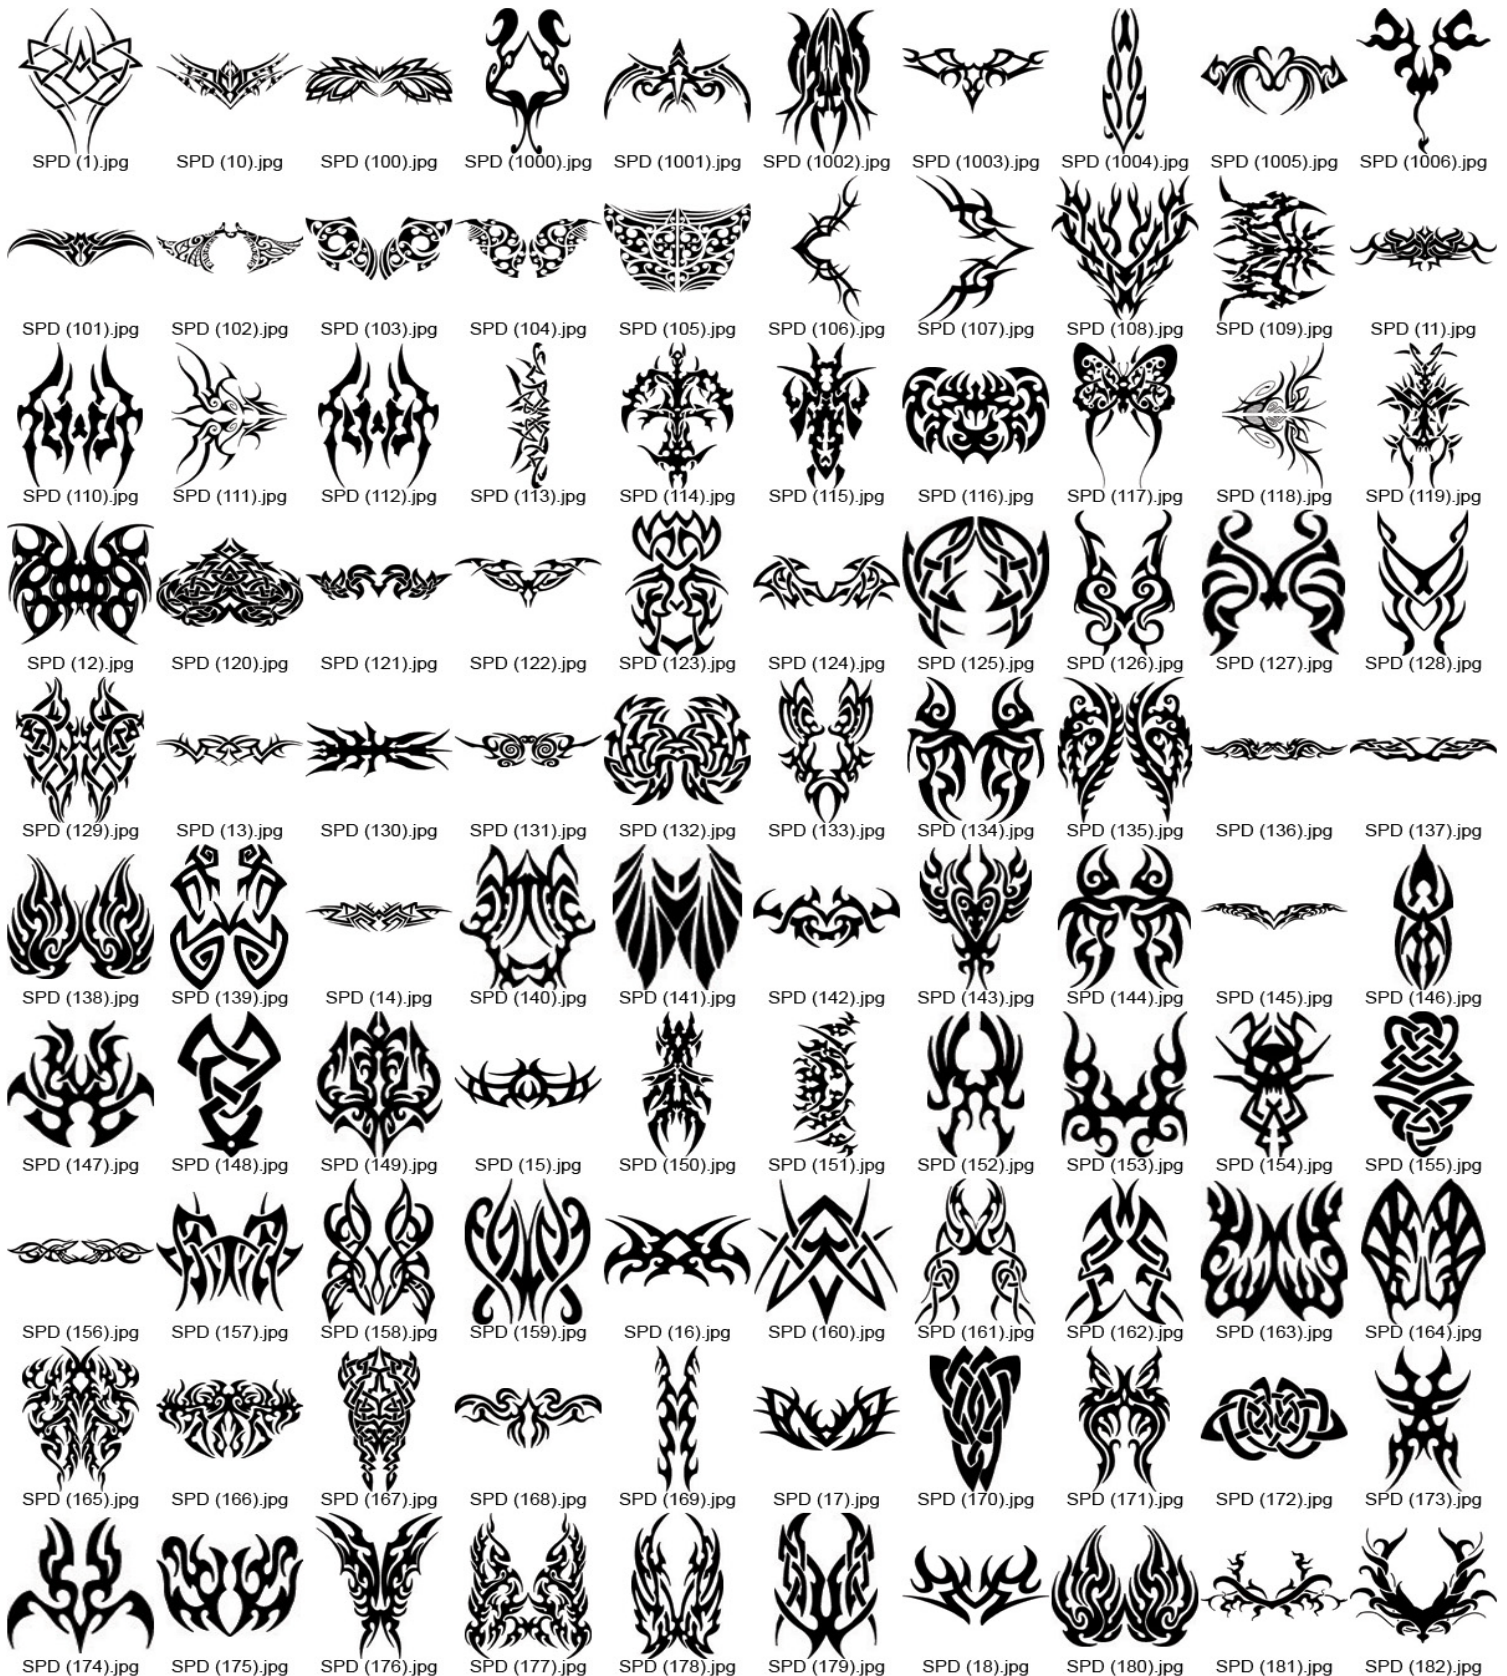 SPD (1).jpg SPD (10).jpg SPD (100).jpg SPD (1000).jpg SPD (1001).jpg SPD (1002).jpg SPD (1003).jpg SPD (1004).jpg SPD (1005).jpg SPD (1006).jpg
SPD (101).jpg SPD (102).jpg SPD (103).jpg SPD (104).jpg SPD (105).jpg SPD (106).jpg SPD (107).jpg SPD (108).jpg SPD (109).jpg SPD (11).jpg
SPD (110).jpg SPD (111).jpg SPD (112).jpg SPD (113).jpg SPD (114).jpg SPD (115).jpg SPD (116).jpg SPD (117).jpg SPD (118).jpg SPD (119).jpg
SPD (12).jpg SPD (120).jpg SPD (121).jpg SPD (122).jpg SPD (123).jpg SPD (124).jpg SPD (125).jpg SPD (126).jpg SPD (127).jpg SPD (128).jpg
SPD (129).jpg SPD (13).jpg SPD (130).jpg SPD (131).jpg SPD (132).jpg SPD (133).jpg SPD (134).jpg SPD (135).jpg SPD (136).jpg SPD (137).jpg
SPD (138).jpg SPD (139).jpg SPD (14).jpg SPD (140).jpg SPD (141).jpg SPD (142).jpg SPD (143).jpg SPD (144).jpg SPD (145).jpg SPD (146).jpg
SPD (147).jpg SPD (148).jpg SPD (149).jpg SPD (15).jpg SPD (150).jpg SPD (151).jpg SPD (152).jpg SPD (153).jpg SPD (154).jpg SPD (155).jpg
SPD (156).jpg SPD (157).jpg SPD (158).jpg SPD (159).jpg SPD (16).jpg SPD (160).jpg SPD (161).jpg SPD (162).jpg SPD (163).jpg SPD (164).jpg
SPD (165).jpg SPD (166).jpg SPD (167).jpg SPD (168).jpg SPD (169).jpg SPD (17).jpg SPD (170).jpg SPD (171).jpg SPD (172).jpg SPD (173).jpg
SPD (174).jpg SPD (175).jpg SPD (176).jpg SPD (177).jpg SPD (178).jpg SPD (179).jpg SPD (18).jpg SPD (180).jpg SPD (181).jpg SPD (182).jpg